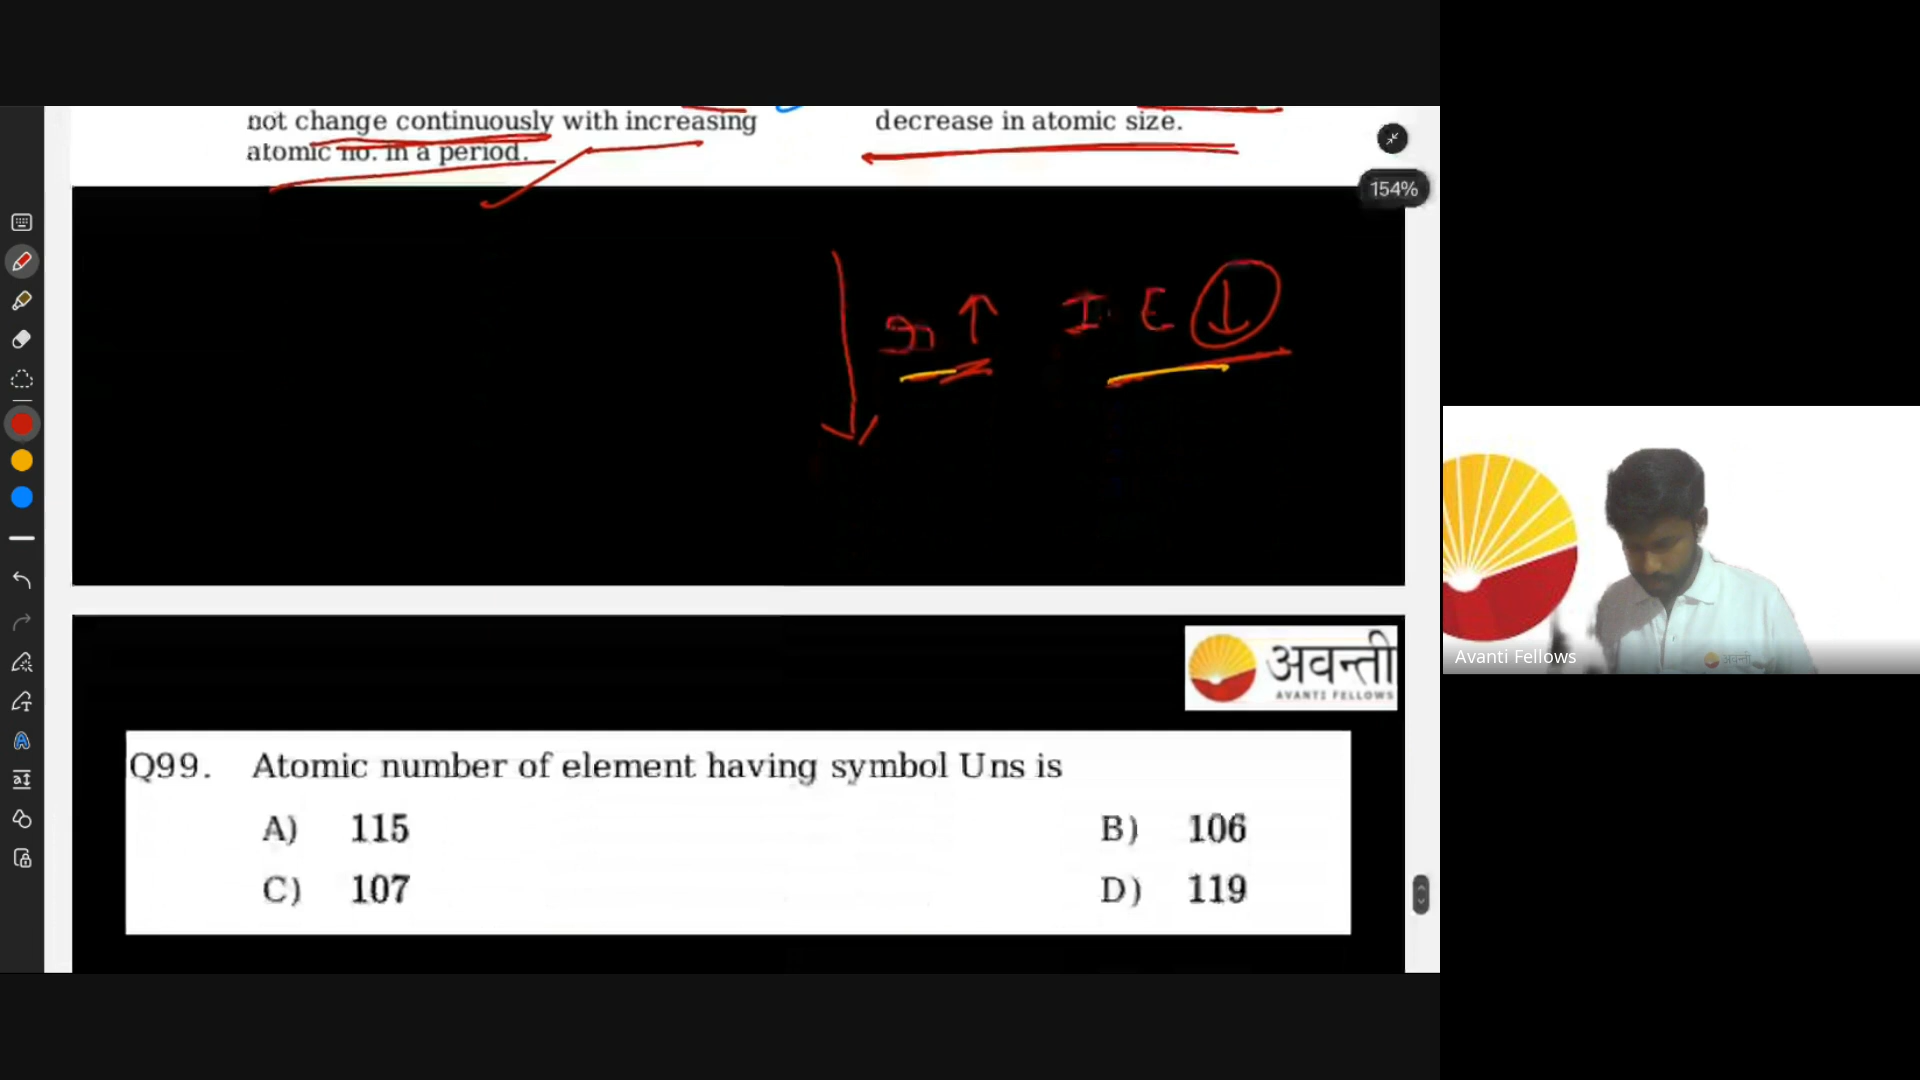 not change continuously with increasing
atomic no. in a period.
decrease in atomic size.
154%
n ↑ I E ↓
अवन्ती
AVANTI FELLOWS
Q99. Atomic number of element having symbol Uns is
A) 115
B) 106
C) 107
D) 119
Avanti Fellows